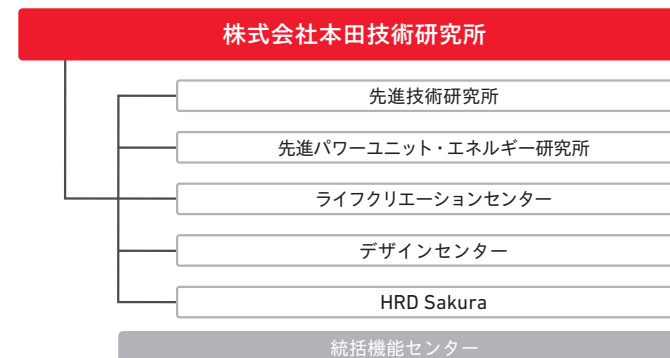 株式会社本田技術研究所
先進技術研究所
先進パワーユニット・エネルギー研究所
ライフクリエーションセンター
デザインセンター
HRD Sakura
統括機能センター